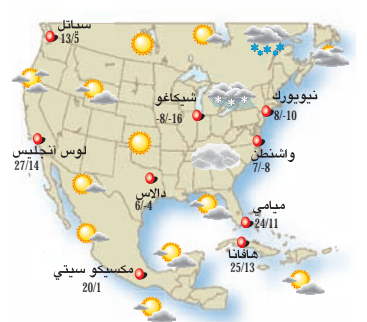 سياتل
13/5
شيكاغو
-8/-16
نيويورك
8/-10
لوس انجليس
27/14
واشنطن
7/-8
دالاس
6/-4
ميامي
24/11
هافانا
25/13
مكسيكو سيتي
20/1